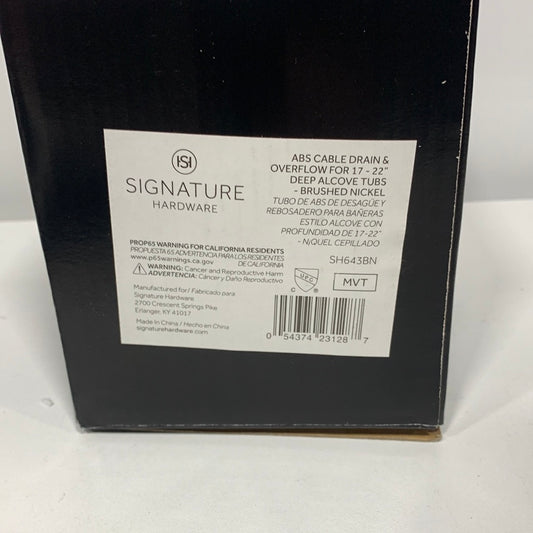 SIGNATURE
HARDWARE
ABS CABLE DRAIN &
OVERFLOW FOR 17 - 22"
DEEP ALCOVE TUBS
- BRUSHED NICKEL
TUBO DE ABS DE DESAGÜE Y
REBOSADERO PARA BAÑERAS
ESTILO ALCOVE CON
PROFUNDIDAD DE 17-22"
- NíQUEL CEPILLADO
SH643BN
PROP65 WARNING FOR CALIFORNIA RESIDENTS
PROPUESTA 65 ADVERTENCIA PARA LOS RESIDENTES
DE CALIFORNIA
www.p65warnings.ca.gov
WARNING: Cancer and Reproductive Harm
ADVERTENCIA: Cáncer y Daño Reproductivo
UPC
C ®
MVT
Manufactured for/ Fabricado para
Signature Hardware
2700 Crescent Springs Pike
Erlanger, KY 41017
Made in China / Hecho en China
signaturehardware.com
0 54374 23128 7